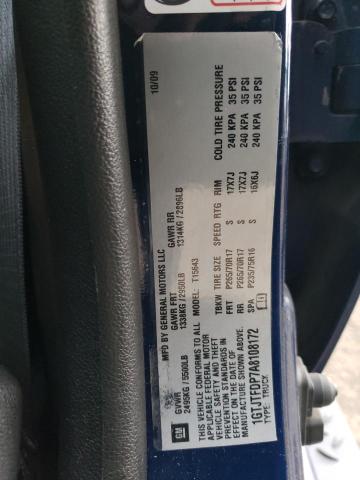 MFD BY GENERAL MOTORS LLC 10/09
GVWR GAWR FRT GAWR RR
2495KG / 5500LB 1338KG / 2950LB 1314KG / 2896LB
GM
THIS VEHICLE CONFORMS TO ALL MODEL: T15643
APPLICABLE FEDERAL MOTOR
VEHICLE SAFETY AND THEFT
PREVENTION STANDARDS IN
EFFECT ON THE DATE OF
MANUFACTURE SHOWN ABOVE.
1GTJTFDP7A8108172
TYPE: TRUCK
TBKW TIRE SIZE SPEED RTG RIM COLD TIRE PRESSURE
FRT P265/70R17 S 17X7J 240 KPA 35 PSI
RR P265/70R17 S 17X7J 240 KPA 35 PSI
SPA P235/75R16 S 16X6J 240 KPA 35 PSI